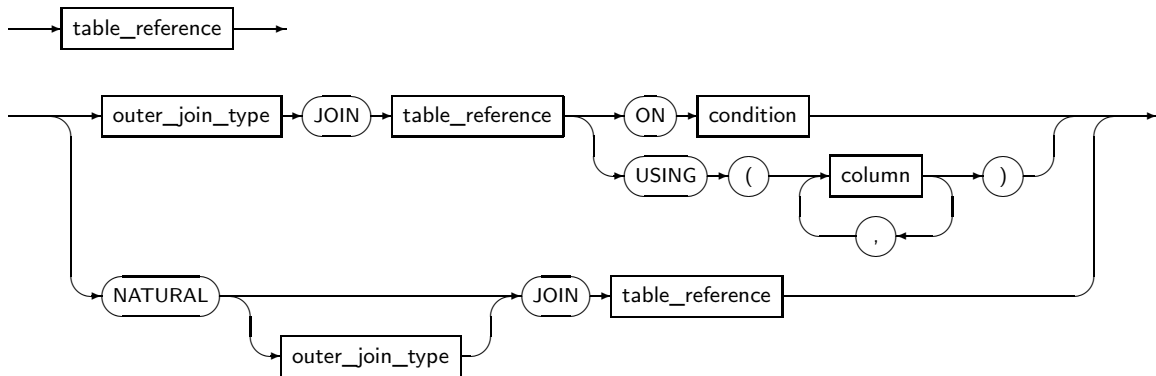 table_reference
outer_join_type JOIN table_reference ON condition
USING ( column )
,
NATURAL JOIN table_reference
outer_join_type